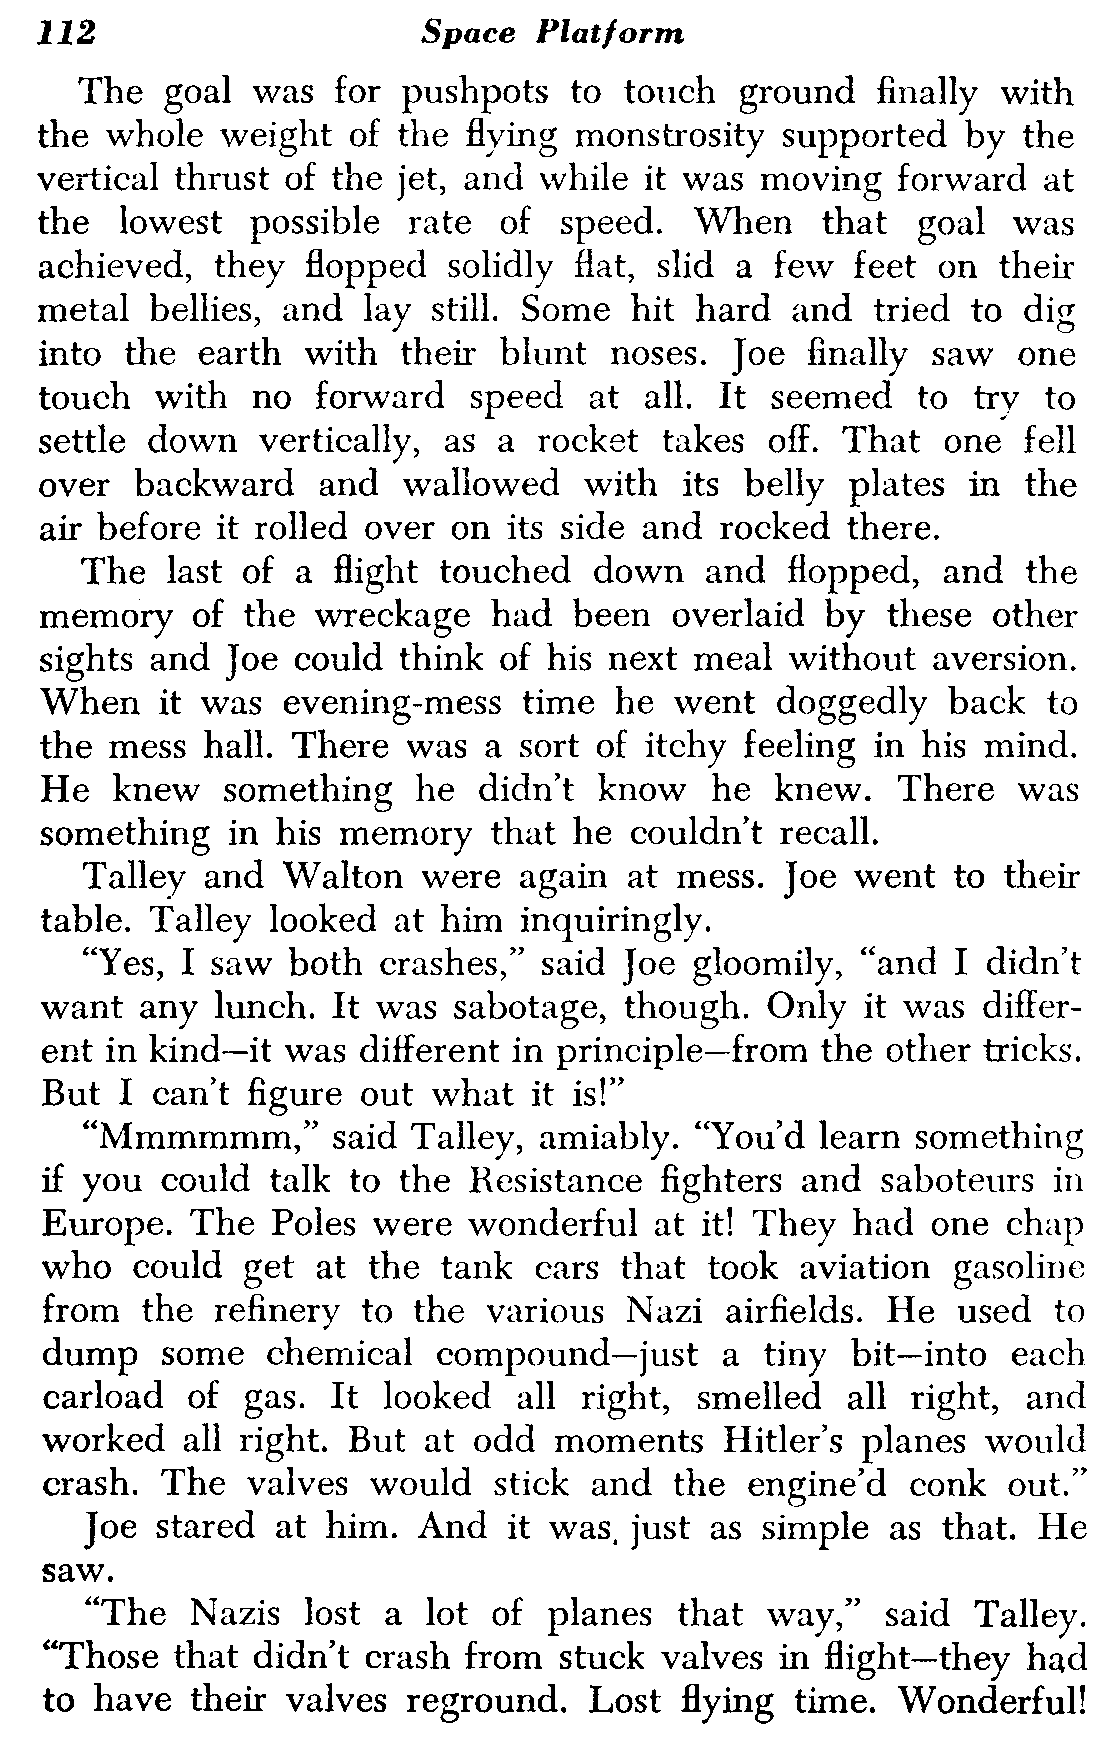 112 Space Platform
The goal was for pushpots to touch ground finally with
the whole weight of the flying monstrosity supported by the
vertical thrust of the jet, and while it was moving forward at
the lowest possible rate of speed. When that goal was
achieved, they flopped solidly flat, slid a few feet on their
metal bellies, and lay still. Some hit hard and tried to dig
into the earth with their blunt noses. Joe finally saw one
touch with no forward speed at all. It seemed to try to
settle down vertically, as a rocket takes off. That one fell
over backward and wallowed with its belly plates in the
air before it rolled over on its side and rocked there.
The last of a flight touched down and flopped, and the
memory of the wreckage had been overlaid by these other
sights and Joe could think of his next meal without aversion.
When it was evening-mess time he went doggedly back to
the mess hall. There was a sort of itchy feeling in his mind.
He knew something he didn't know he knew. There was
something in his memory that he couldn't recall.
Talley and Walton were again at mess. Joe went to their
table. Talley looked at him inquiringly.
“Yes, I saw both crashes,” said Joe gloomily, “and I didn't
want any lunch. It was sabotage, though. Only it was differ-
ent in kind—it was different in principle—from the other tricks.
But I can't figure out what it is!”
“Mmmmmm,” said Talley, amiably. “You'd learn something
if you could talk to the Resistance fighters and saboteurs in
Europe. The Poles were wonderful at it! They had one chap
who could get at the tank cars that took aviation gasoline
from the refinery to the various Nazi airfields. He used to
dump some chemical compound—just a tiny bit—into each
carload of gas. It looked all right, smelled all right, and
worked all right. But at odd moments Hitler's planes would
crash. The valves would stick and the engine'd conk out.”
Joe stared at him. And it was just as simple as that. He
saw.
“The Nazis lost a lot of planes that way,” said Talley.
“Those that didn't crash from stuck valves in flight—they had
to have their valves reground. Lost flying time. Wonderful!